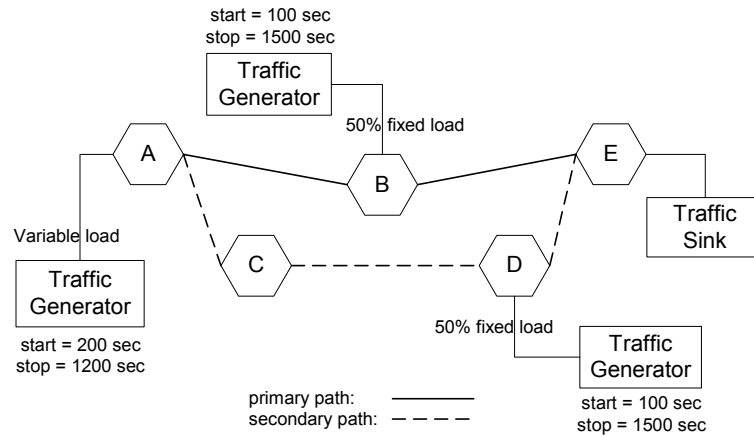 start = 100 sec
stop = 1500 sec
Traffic
Generator
50% fixed load
A
B
E
Variable load
Traffic
Generator
start = 200 sec
stop = 1200 sec
C
D
Traffic
Sink
50% fixed load
Traffic
Generator
start = 100 sec
stop = 1500 sec
primary path:
secondary path: